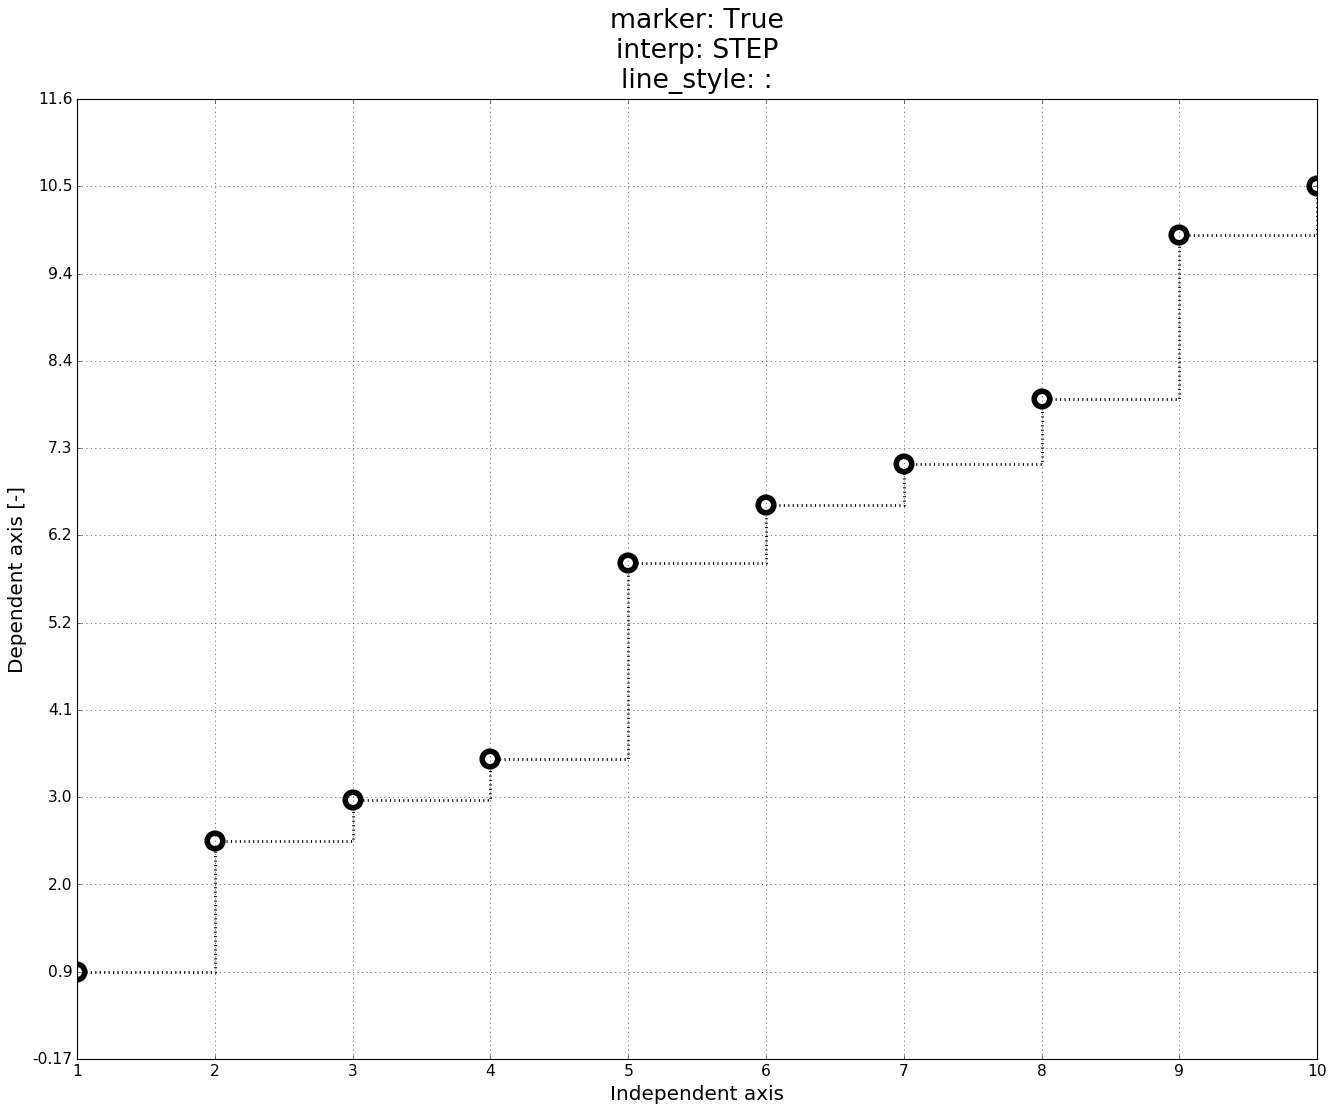 marker: True
interp: STEP
line_style: :
11.6
10.5
9.4
8.4
7.3
6.2
5.2
4.1
3.0
2.0
0.9
-0.17
Dependent axis [-]
1 2 3 4 5 6 7 8 9 10
Independent axis